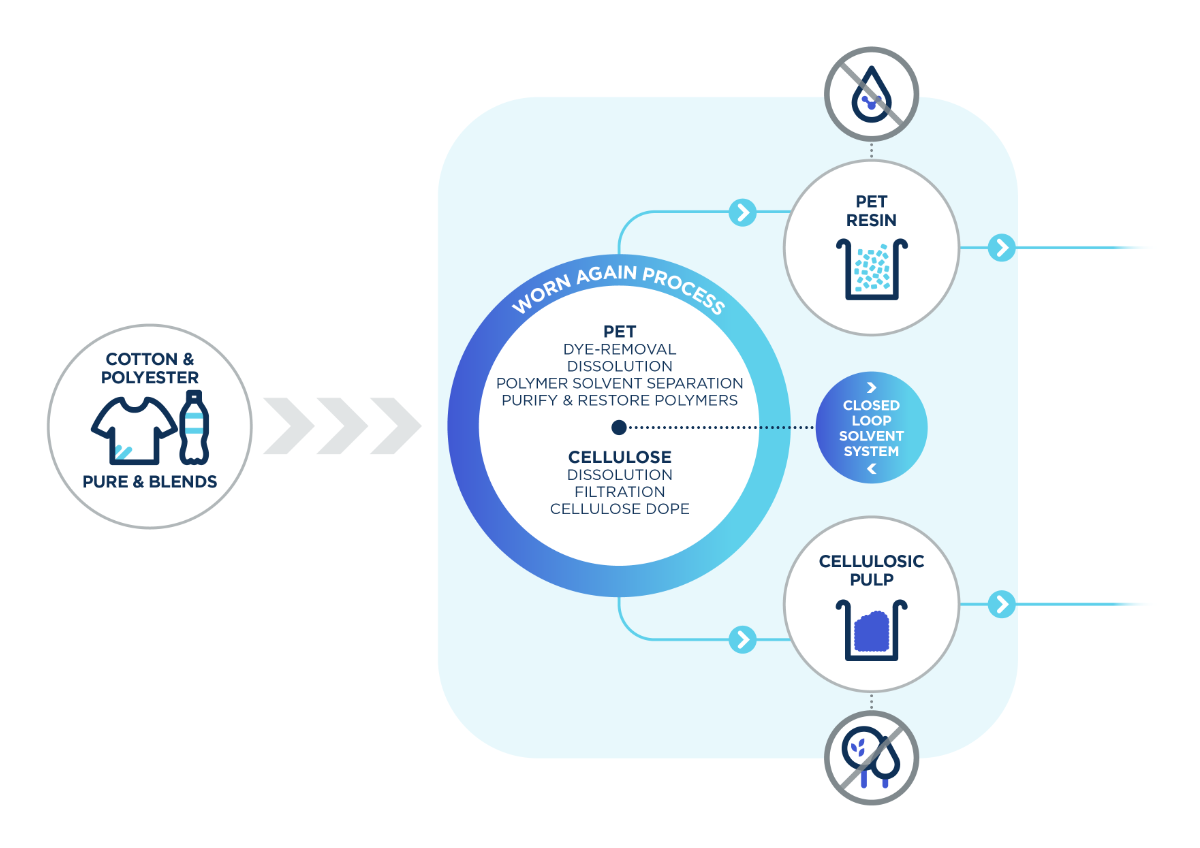 COTTON &
POLYESTER
PURE & BLENDS
WORN AGAIN PROCESS
PET
DYE-REMOVAL
DISSOLUTION
POLYMER SOLVENT SEPARATION
PURIFY & RESTORE POLYMERS
CELLULOSE
DISSOLUTION
FILTRATION
CELLULOSE DOPE
PET
RESIN
CLOSED
LOOP
SOLVENT
SYSTEM
CELLULOSIC
PULP